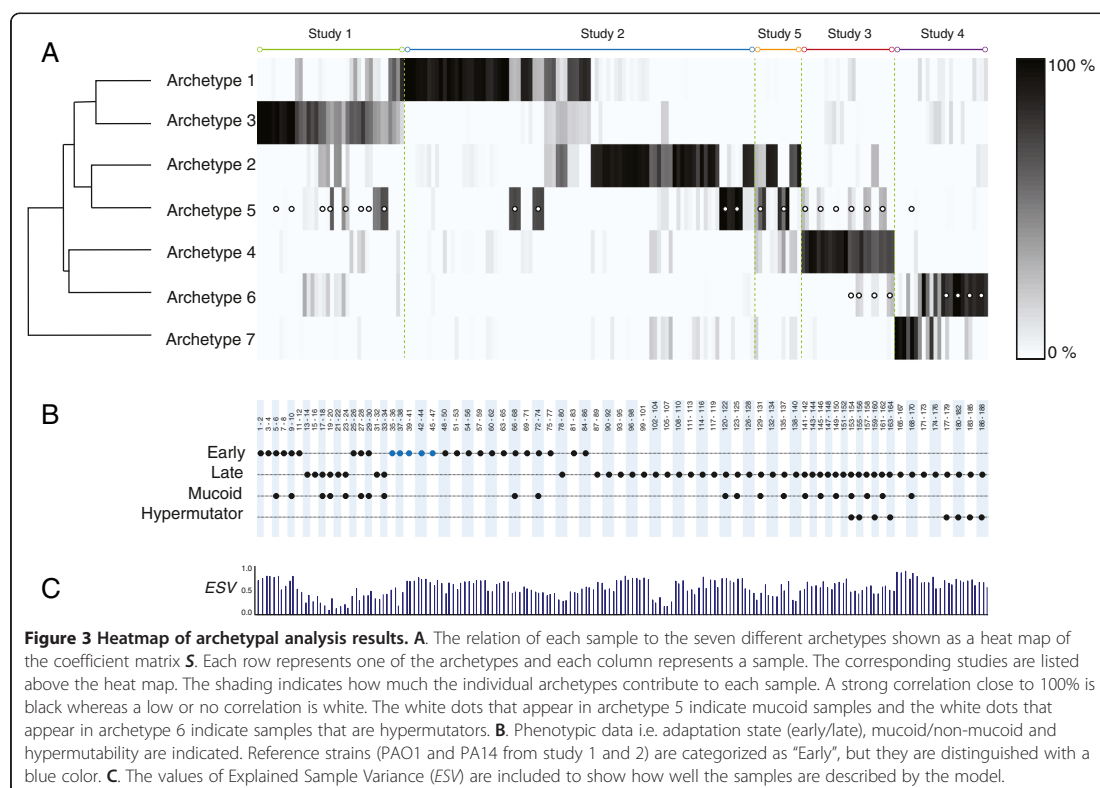 A
Study 1 Study 2 Study 5 Study 3 Study 4
Archetype 1
Archetype 3
Archetype 2
Archetype 5
Archetype 4
Archetype 6
Archetype 7
100 %
0 %
B
Early
Late
Mucoid
Hypermutator
C
ESV
1.0
0.5
0.0
Figure 3 Heatmap of archetypal analysis results. A. The relation of each sample to the seven different archetypes shown as a heat map of
the coefficient matrix S. Each row represents one of the archetypes and each column represents a sample. The corresponding studies are listed
above the heat map. The shading indicates how much the individual archetypes contribute to each sample. A strong correlation close to 100% is
black whereas a low or no correlation is white. The white dots that appear in archetype 5 indicate mucoid samples and the white dots that
appear in archetype 6 indicate samples that are hypermutators. B. Phenotypic data i.e. adaptation state (early/late), mucoid/non-mucoid and
hypermutability are indicated. Reference strains (PAO1 and PA14 from study 1 and 2) are categorized as “Early”, but they are distinguished with a
blue color. C. The values of Explained Sample Variance (ESV) are included to show how well the samples are described by the model.